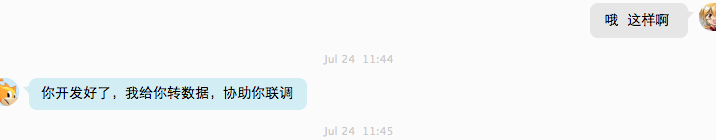 哦 这样啊
Jul 24 11:44
你开发好了，我给你转数据，协助你联调
Jul 24 11:45